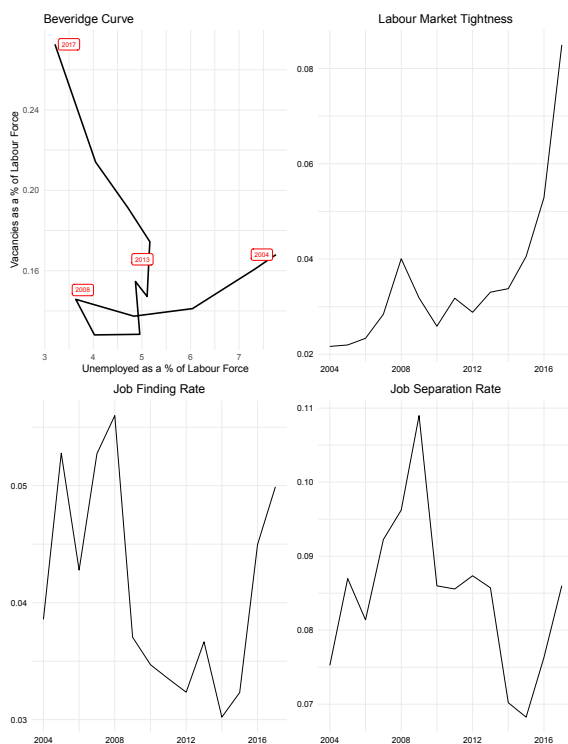 Beveridge Curve
Vacancies as a % of Labour Force
0.24
0.20
0.16
2017
2013
2004
2008
3 4 5 6 7
Unemployed as a % of Labour Force
Labour Market Tightness
0.08
0.06
0.04
0.02
2004 2008 2012 2016
Job Finding Rate
0.05
0.04
0.03
2004 2008 2012 2016
Job Separation Rate
0.11
0.10
0.09
0.08
0.07
2004 2008 2012 2016